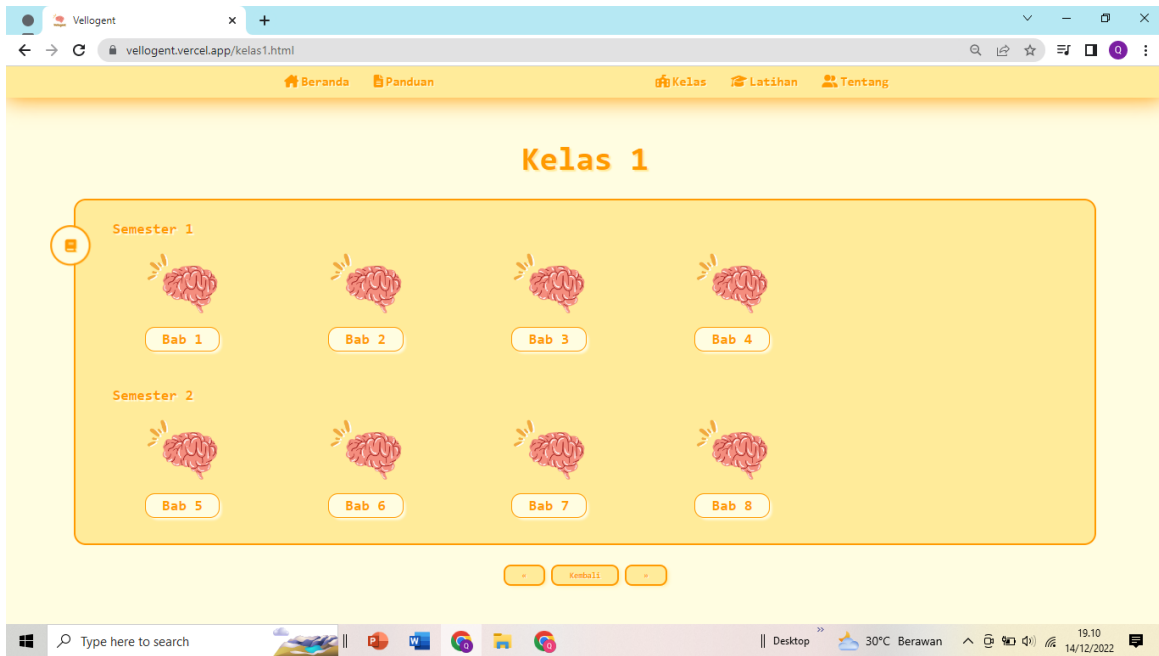 Vellogent
vellogent.vercel.app/kelas1.html
Q
Beranda Panduan Kelas Latihan Tentang
Kelas 1
Semester 1
Bab 1 Bab 2 Bab 3 Bab 4
Semester 2
Bab 5 Bab 6 Bab 7 Bab 8
Kembali
Type here to search
Desktop
30°C Berawan
19.10
14/12/2022